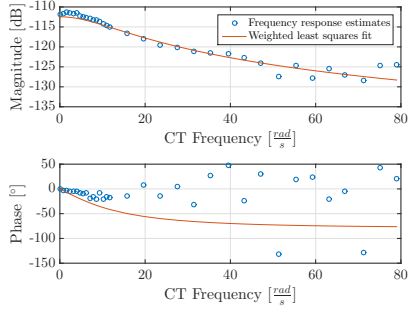 -110
-115
-120
-125
-130
-135
Magnitude [dB]
Frequency response estimates
Weighted least squares fit
0 20 40 60 80
CT Frequency [rad/s]
50
0
-50
-100
-150
Phase [°]
0 20 40 60 80
CT Frequency [rad/s]